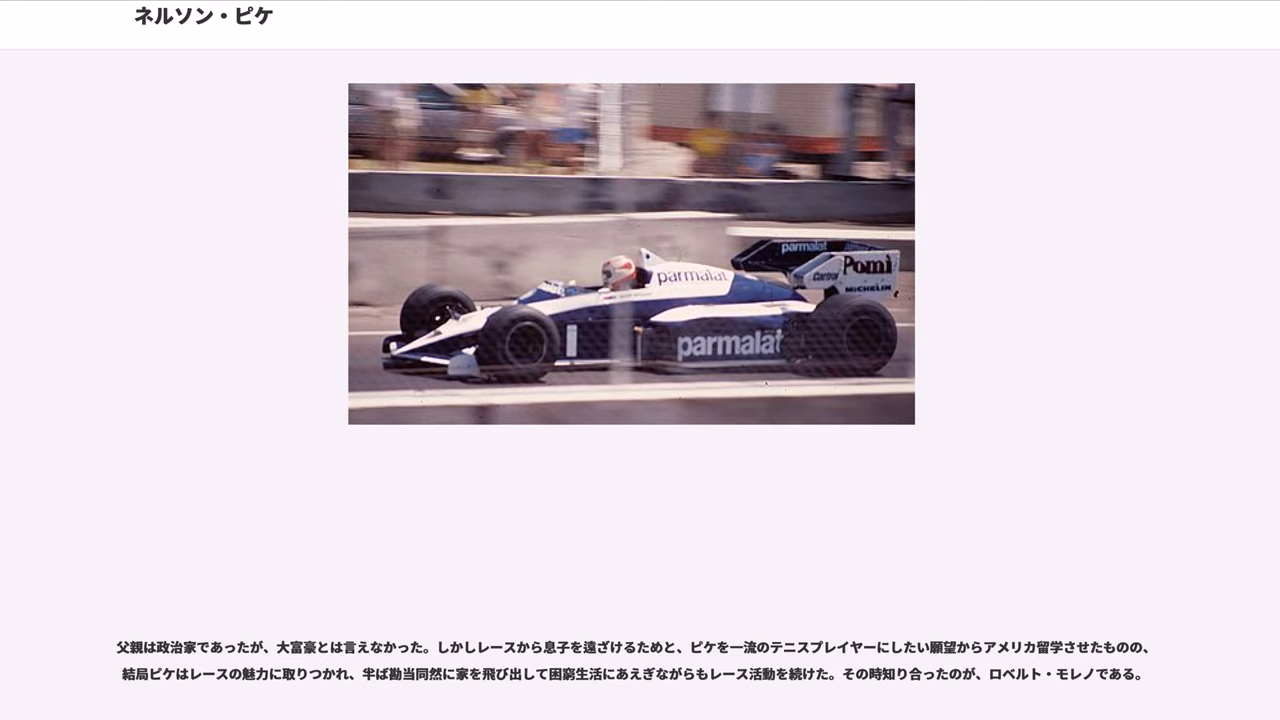 ネルソン・ピケ
parmalat
Pomì
Castrol
MICHELIN
parmalat
parmalat
父親は政治家であったが、大富豪とは言えなかった。しかしレースから息子を遠ざけるためと、ピケを一流のテニスプレイヤーにしたい願望からアメリカ留学させたものの、
結局ピケはレースの魅力に取りつかれ、半ば勘当同然に家を飛び出して困窮生活にあえぎながらもレース活動を続けた。その時知り合ったのが、ロベルト・モレノである。